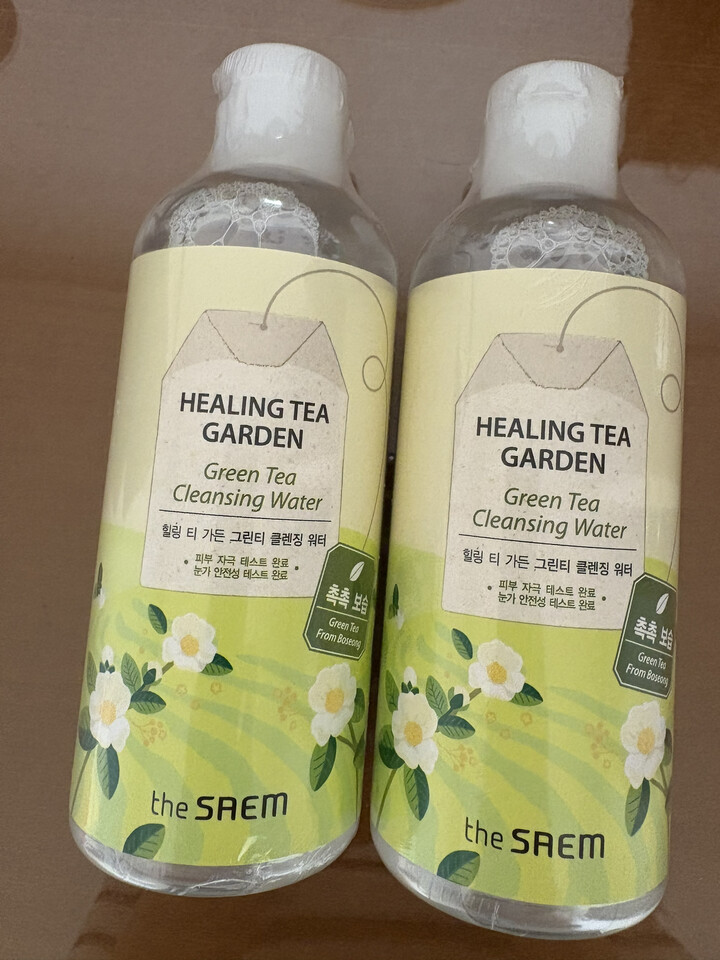 HEALING TEA
GARDEN
Green Tea
Cleansing Water
힐링 티 가든 그린티 클렌징 워터
• 피부 자극 테스트 완료 •
눈가 안전성 테스트 완료
촉촉 보습
Green Tea
From Boseong
the SAEM
HEALING TEA
GARDEN
Green Tea
Cleansing Water
힐링 티 가든 그린티 클렌징 워터
• 피부 자극 테스트 완료 •
눈가 안전성 테스트 완료
촉촉 보습
Green Tea
From Boseong
the SAEM